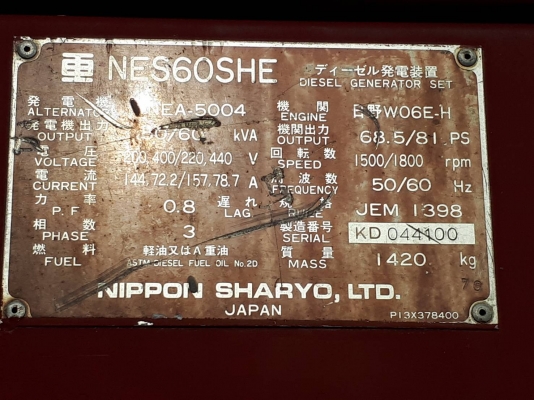 NES60SHE ディーゼル発電装置
DIESEL GENERATOR SET
発電機 機関
ALTERNATOR EA-5004 ENGINE 日野W06E-H
発電機出力 機関出力
OUTPUT 50/60 kVA OUTPUT 68.5/81 PS
電圧 回転数
VOLTAGE 200,400/220,440 V SPEED 1500/1800 rpm
電流 周波数
CURRENT 144,72.2/157,78.7 A FREQUENCY 50/60 Hz
力率 遅れ 規格
P.F 0.8 LAG RULE JEM 1398
相数 製造番号
PHASE 3 SERIAL KD 044100
燃料 軽油又はA重油 質量
FUEL ASTM DIESEL FUEL OIL No.2D MASS 1420 kg
NIPPON SHARYO, LTD.
JAPAN
P13X378400